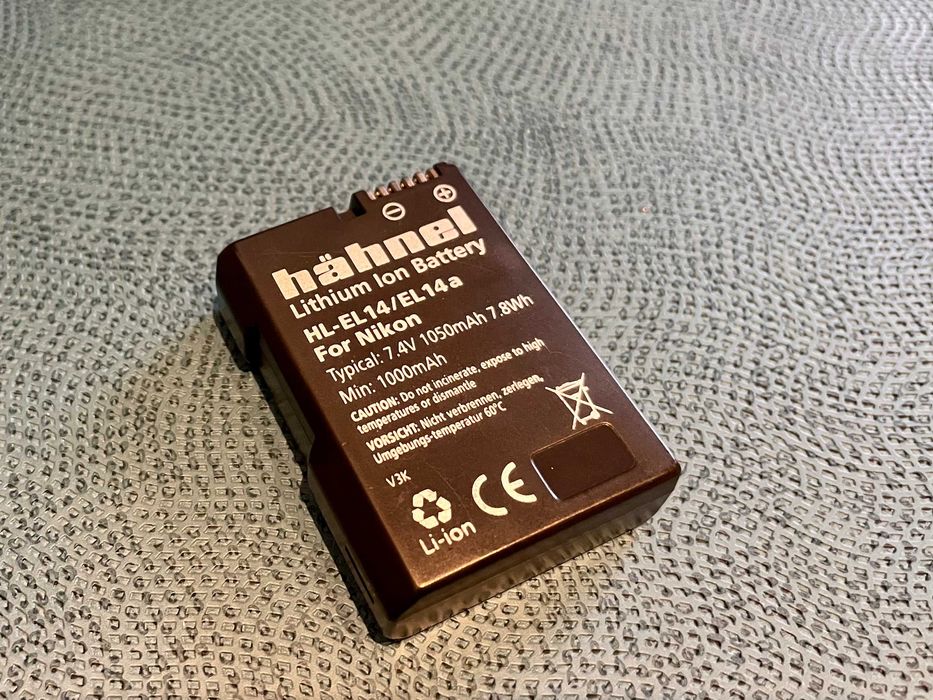 hähnel
Lithium Ion Battery
HL-EL14/EL14a
For Nikon
Typical: 7.4V 1050mAh 7.8Wh
Min: 1000mAh
CAUTION: Do not incinerate, expose to high
temperatures or dismantle
VORSICHT: Nicht verbrennen, zerlegen,
Umgebungs-temperatur 60°C
V3K
CE
Li-ion